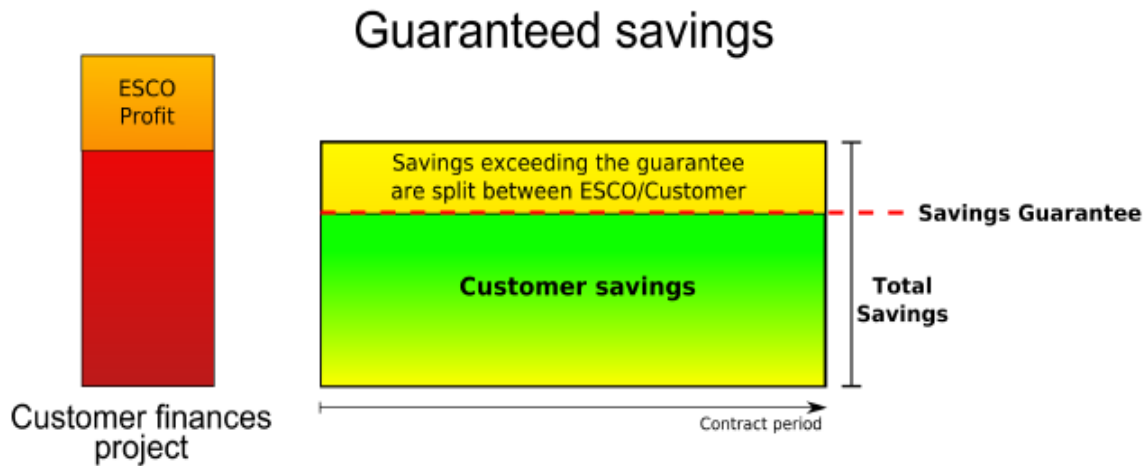 Guaranteed savings
ESCO
Profit
Savings exceeding the guarantee
are split between ESCO/Customer
Savings Guarantee
Customer savings
Total
Savings
Contract period
Customer finances
project